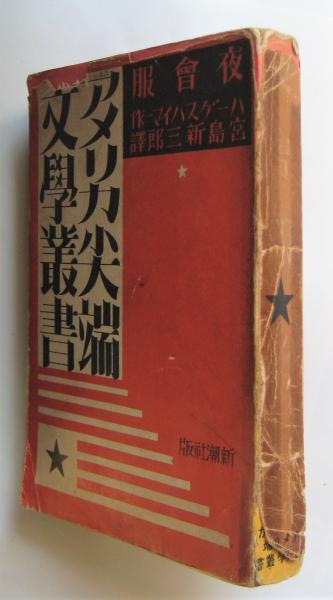 夜會服
ハーゲスハイマー作
宮島新三郎譯
アメリカ尖端
文學叢書
新潮社版